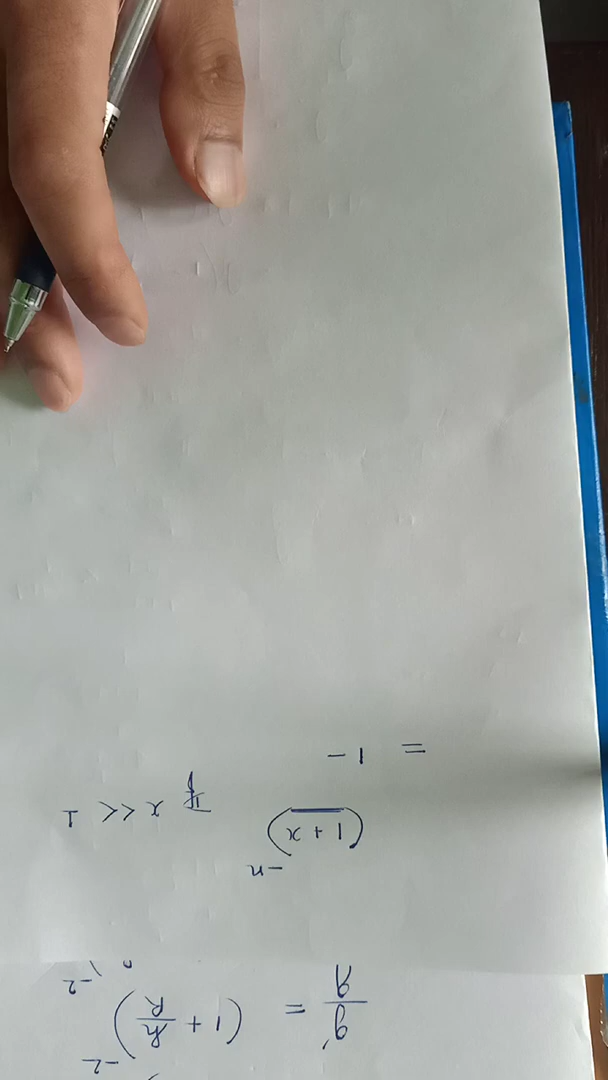 g'/g = (1 + h/R)^-2
(1 + x)^-n If x << 1
= 1 -